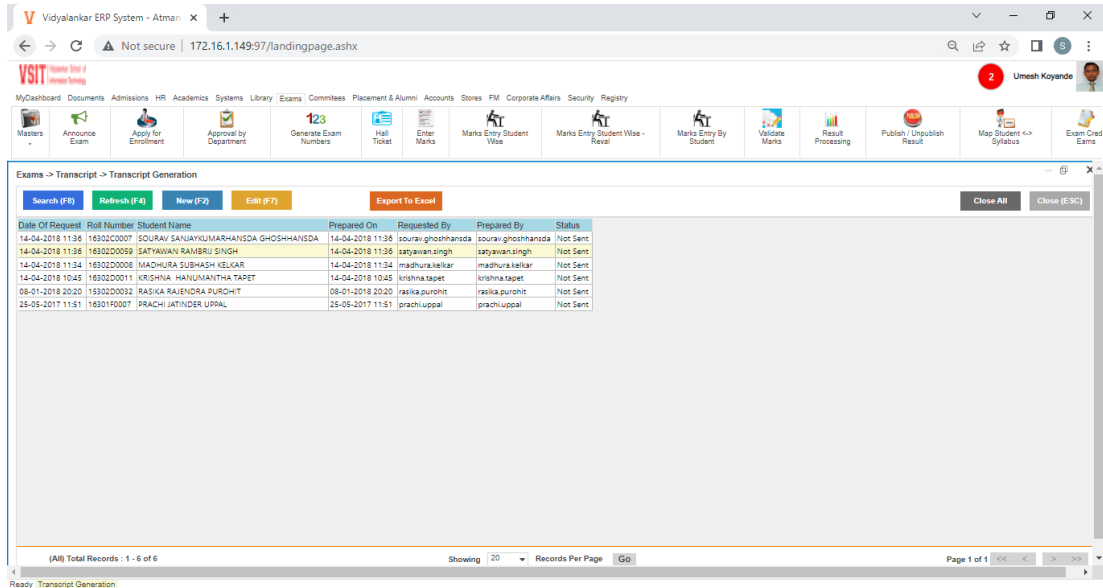 Vidyalankar ERP System - Atman
Not secure 172.16.1.149:97/landingpage.ashx
S
VSIT Vidyalankar School of
Information Technology
2 Umesh Koyande
MyDashboard Documents Admissions HR Academics Systems Library Exams Commitees Placement & Alumni Accounts Stores FM Corporate Affairs Security Registry
Masters Announce Exam Apply for Enrollment Approval by Department 123 Generate Exam Numbers Hall Ticket Enter Marks Marks Entry Student Wise Marks Entry Student Wise - Reval Marks Entry By Student Validate Marks Result Processing Publish / Unpublish Result Map Student <-> Syllabus Exam Cred Earns
Exams -> Transcript -> Transcript Generation
Search (F8) Refresh (F4) New (F2) Edit (F7) Export To Excel Close All Close (ESC)
Date Of Request Roll Number Student Name Prepared On Requested By Prepared By Status
14-04-2018 11:36 16302C0007 SOURAV SANJAYKUMARHANSDA GHOSHHANSDA 14-04-2018 11:36 sourav.ghoshhansda sourav.ghoshhansda Not Sent
14-04-2018 11:36 16302D0059 SATYAWAN RAMBRIJ SINGH 14-04-2018 11:36 satyawan.singh satyawan.singh Not Sent
14-04-2018 11:34 16302D0008 MADHURA SUBHASH KELKAR 14-04-2018 11:34 madhura.kelkar madhura.kelkar Not Sent
14-04-2018 10:45 16302D0011 KRISHNA HANUMANTHA TAPET 14-04-2018 10:45 krishna.tapet krishna.tapet Not Sent
08-01-2018 20:20 15302D0032 RASIKA RAJENDRA PUROHIT 08-01-2018 20:20 rasika.purohit rasika.purohit Not Sent
25-05-2017 11:51 16301F0007 PRACHI JATINDER UPPAL 25-05-2017 11:51 prachi.uppal prachi.uppal Not Sent
(All) Total Records : 1 - 6 of 6 Showing 20 Records Per Page Go Page 1 of 1 << < > >>
Ready Transcript Generation